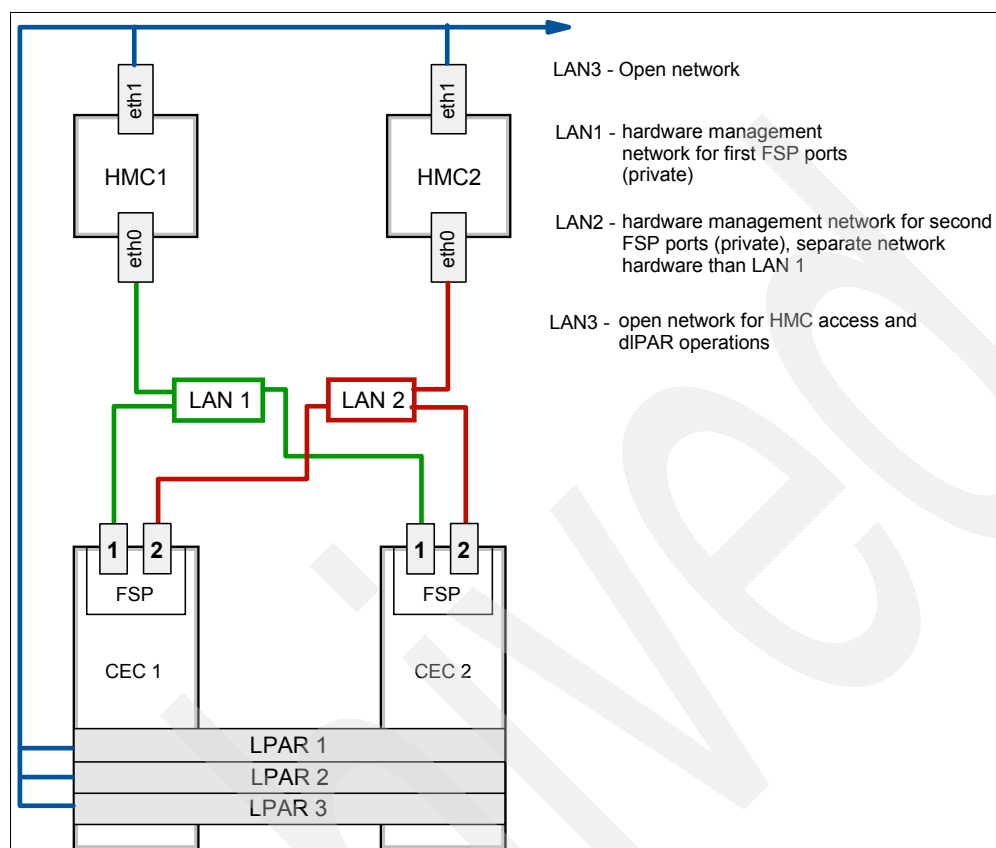 eth1
eth1
HMC1
HMC2
eth0
eth0
LAN3 - Open network
LAN1 - hardware management
network for first FSP ports
(private)
LAN2 - hardware management network for second
FSP ports (private), separate network
hardware than LAN 1
LAN3 - open network for HMC access and
dlPAR operations
LAN 1
LAN 2
1
2
1
2
FSP
FSP
CEC 1
CEC 2
LPAR 1
LPAR 2
LPAR 3
hived